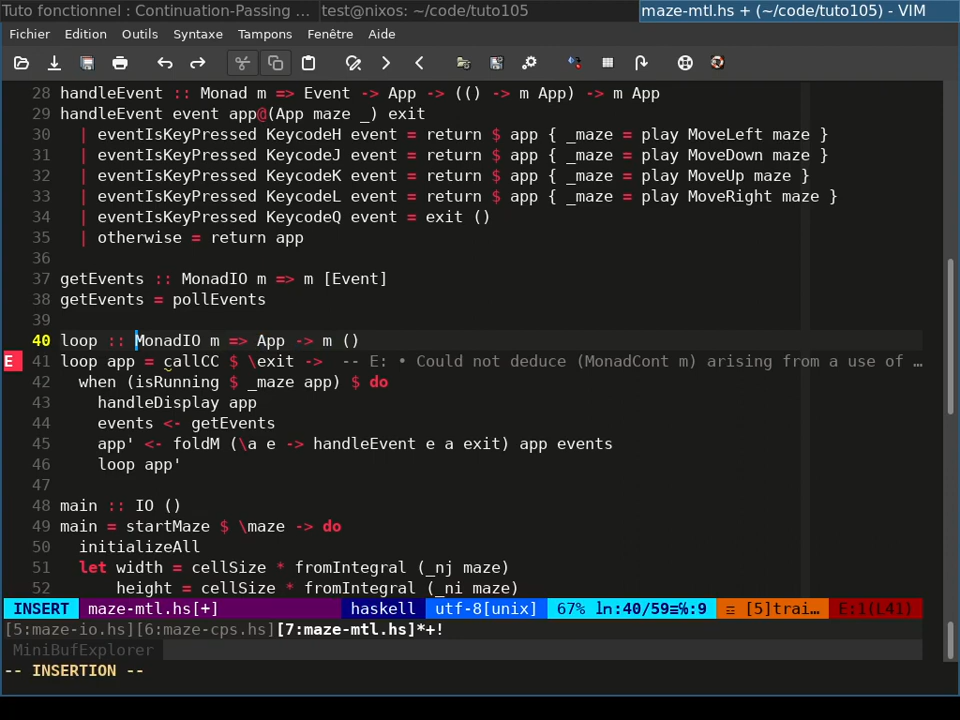 Tuto fonctionnel : Continuation-Passing ... test@nixos: ~/code/tuto105 maze-mtl.hs + (~/code/tuto105) - VIM
Fichier Edition Outils Syntaxe Tampons Fenêtre Aide
28 handleEvent :: Monad m => Event -> App -> (() -> m App) -> m App
29 handleEvent event app@(App maze _) exit
30 | eventIsKeyPressed KeycodeH event = return $ app { _maze = play MoveLeft maze }
31 | eventIsKeyPressed KeycodeJ event = return $ app { _maze = play MoveDown maze }
32 | eventIsKeyPressed KeycodeK event = return $ app { _maze = play MoveUp maze }
33 | eventIsKeyPressed KeycodeL event = return $ app { _maze = play MoveRight maze }
34 | eventIsKeyPressed KeycodeQ event = exit ()
35 | otherwise = return app
36
37 getEvents :: MonadIO m => m [Event]
38 getEvents = pollEvents
39
40 loop :: MonadIO m => App -> m ()
E 41 loop app = callCC $ \exit -> -- E: • Could not deduce (MonadCont m) arising from a use of …
42 when (isRunning $ _maze app) $ do
43 handleDisplay app
44 events <- getEvents
45 app' <- foldM (\a e -> handleEvent e a exit) app events
46 loop app'
47
48 main :: IO ()
49 main = startMaze $ \maze -> do
50 initializeAll
51 let width = cellSize * fromIntegral (_nj maze)
52 height = cellSize * fromIntegral (_ni maze)
INSERT maze-mtl.hs[+] haskell utf-8[unix] 67% ln:40/59≡℅:9 ☲ [5]trai… E:1(L41)
[5:maze-io.hs][6:maze-cps.hs][7:maze-mtl.hs]*+!
MiniBufExplorer
-- INSERTION --